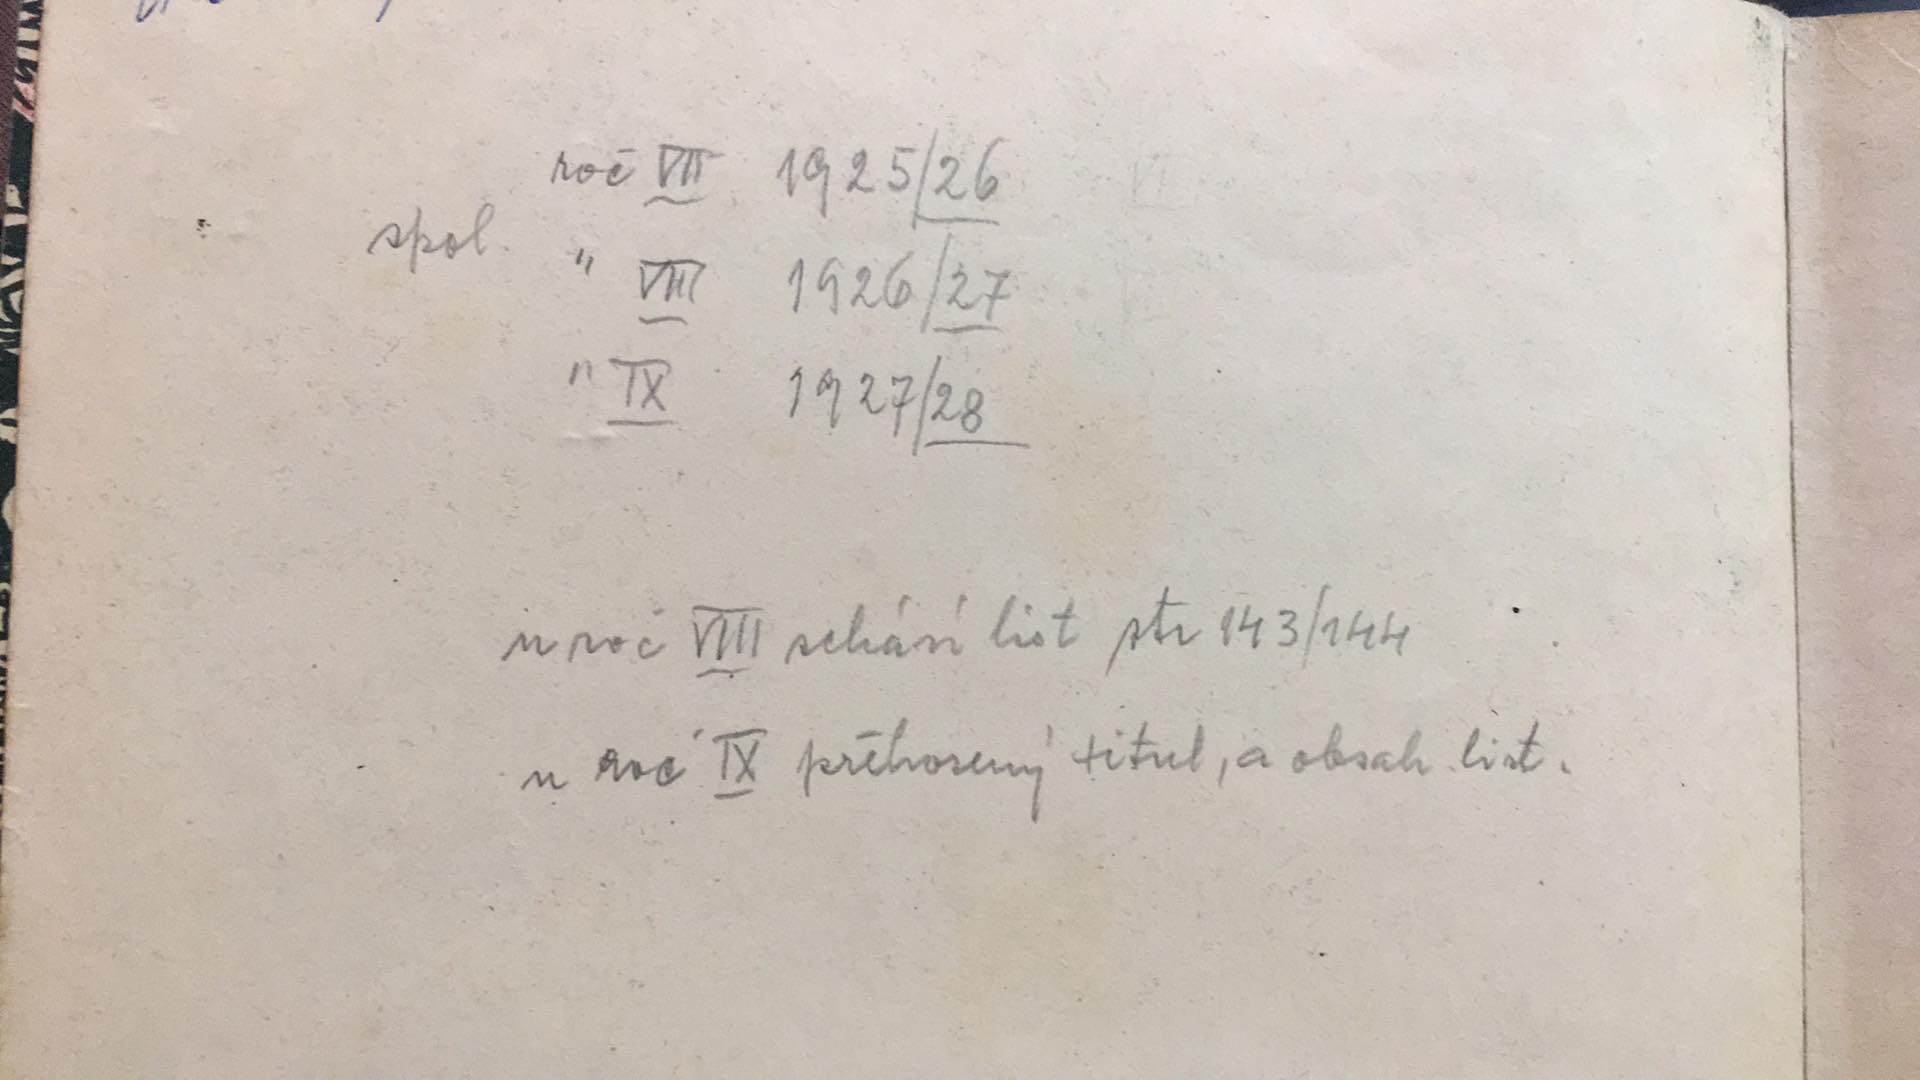 roč VII 1925/26
spol.
" VIII 1926/27
" IX 1927/28
u roč VIII schází list str 143/144
u roč IX přehozený titul, a obsah list.